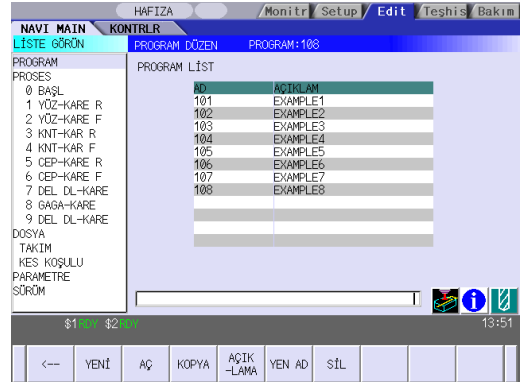 HAFIZA
Monitr Setup Edit Teşhis Bakım
NAVI MAIN KONTRLR
LİSTE GÖRÜN PROGRAM DÜZEN PROGRAM:108
PROGRAM
PROSES
0 BAŞL
1 YÜZ-KARE R
2 YÜZ-KARE F
3 KNT-KAR R
4 KNT-KAR F
5 CEP-KARE R
6 CEP-KARE F
7 DEL DL-KARE
8 GAGA-KARE
9 DEL DL-KARE
DOSYA
TAKIM
KES KOŞULU
PARAMETRE
SÜRÜM
PROGRAM LİST
AD AÇIKLAM
101 EXAMPLE1
102 EXAMPLE2
103 EXAMPLE3
104 EXAMPLE4
105 EXAMPLE5
106 EXAMPLE6
107 EXAMPLE7
108 EXAMPLE8
$1RDY $2RDY 13:51
<-- YENİ AÇ KOPYA AÇIK-LAMA YEN AD SİL